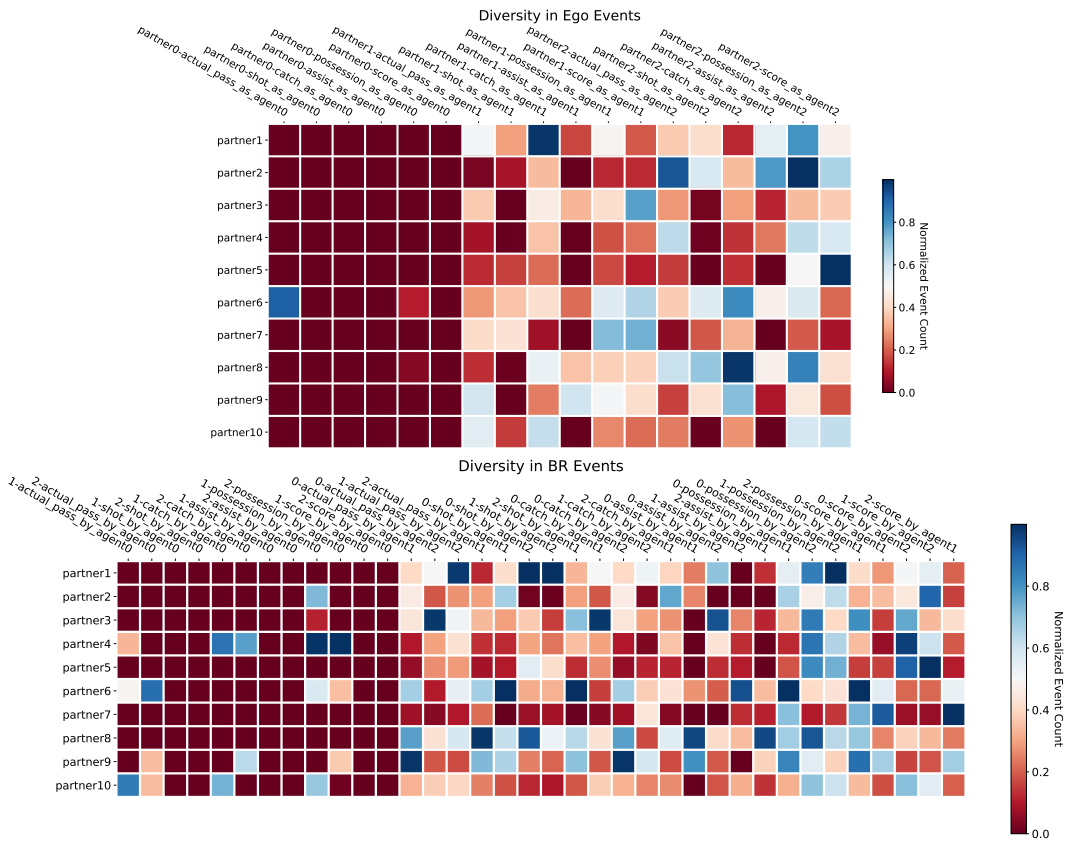 Diversity in Ego Events
partner0-actual_pass_as_agent0
partner0-shot_as_agent0
partner0-catch_as_agent0
partner0-assist_as_agent0
partner0-possession_as_agent0
partner0-score_as_agent0
partner1-actual_pass_as_agent1
partner1-shot_as_agent1
partner1-catch_as_agent1
partner1-assist_as_agent1
partner1-possession_as_agent1
partner1-score_as_agent1
partner2-actual_pass_as_agent2
partner2-shot_as_agent2
partner2-catch_as_agent2
partner2-assist_as_agent2
partner2-possession_as_agent2
partner2-score_as_agent2
partner1
partner2
partner3
partner4
partner5
partner6
partner7
partner8
partner9
partner10
0.8
0.6
0.4
0.2
0.0
Normalized Event Count
Diversity in BR Events
1-actual_pass_by_agent0
2-actual_pass_by_agent0
1-shot_by_agent0
2-shot_by_agent0
1-catch_by_agent0
2-catch_by_agent0
1-assist_by_agent0
2-assist_by_agent0
1-possession_by_agent0
2-possession_by_agent0
1-score_by_agent0
2-score_by_agent0
0-actual_pass_by_agent1
0-actual_pass_by_agent2
1-actual_pass_by_agent2
2-actual_pass_by_agent1
0-shot_by_agent1
0-shot_by_agent2
1-shot_by_agent2
2-shot_by_agent1
0-catch_by_agent1
0-catch_by_agent2
1-catch_by_agent2
2-catch_by_agent1
0-assist_by_agent1
0-assist_by_agent2
1-assist_by_agent2
2-assist_by_agent1
0-possession_by_agent1
0-possession_by_agent2
1-possession_by_agent2
2-possession_by_agent1
0-score_by_agent1
0-score_by_agent2
1-score_by_agent2
2-score_by_agent1
partner1
partner2
partner3
partner4
partner5
partner6
partner7
partner8
partner9
partner10
0.8
0.6
0.4
0.2
0.0
Normalized Event Count